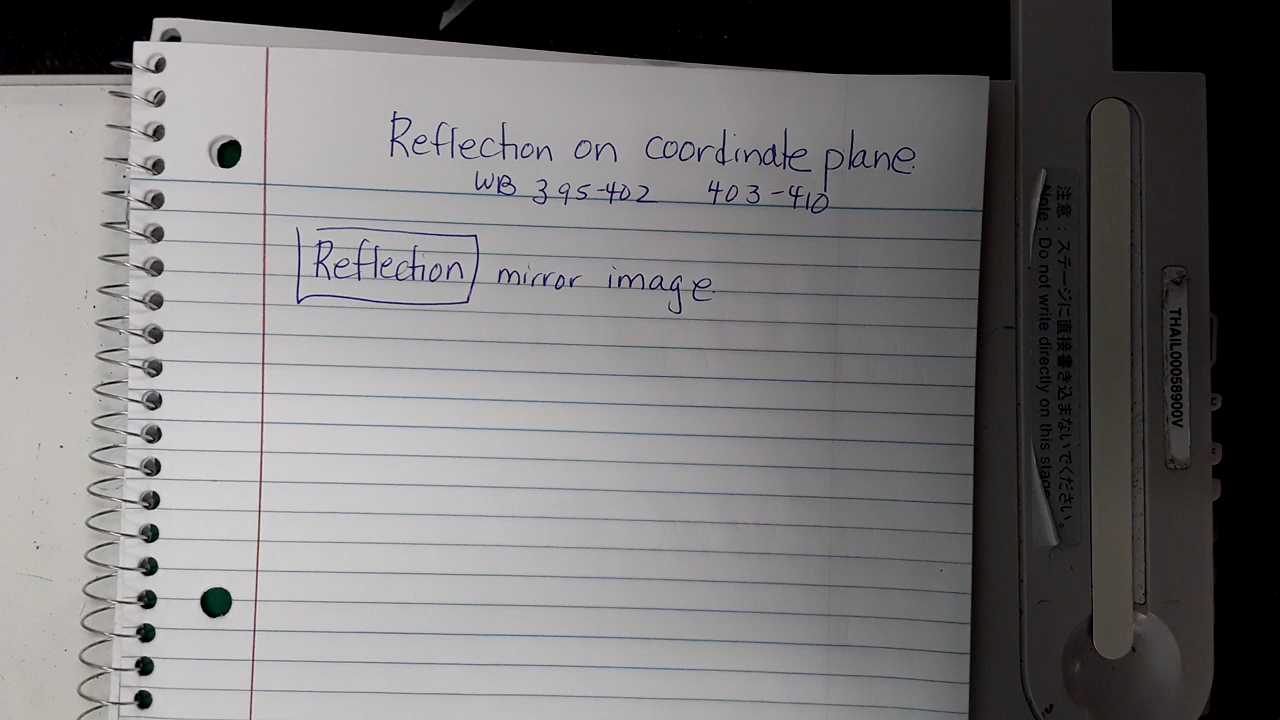 Reflection on coordinate plane
WB 395-402 403-410
Reflection mirror image
注意：ステージに直接書き込まないでください。
Note : Do not write directly on this stage
THAIL00058900V